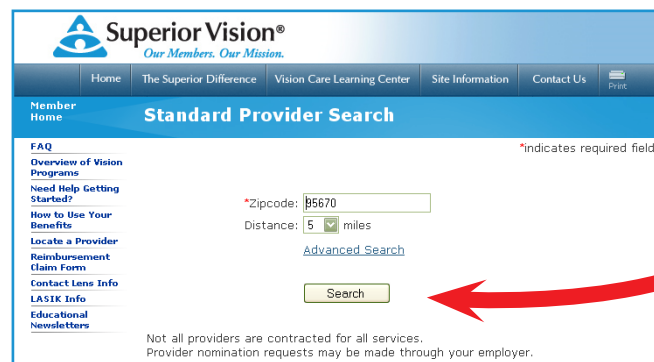 Superior Vision®
Our Members. Our Mission.
Home The Superior Difference Vision Care Learning Center Site Information Contact Us Print
Member
Home
Standard Provider Search
*indicates required field
FAQ
Overview of Vision
Programs
Need Help Getting
Started?
How to Use Your
Benefits
Locate a Provider
Reimbursement
Claim Form
Contact Lens Info
LASIK Info
Educational
Newsletters
*Zipcode: 95670
Distance: 5 miles
Advanced Search
Search
Not all providers are contracted for all services.
Provider nomination requests may be made through your employer.